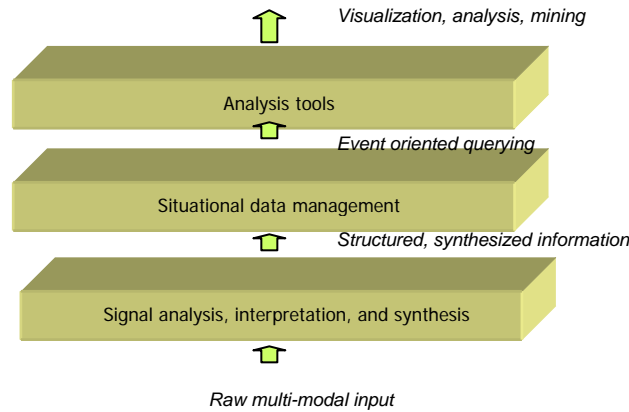 Visualization, analysis, mining
Analysis tools
Event oriented querying
Situational data management
Structured, synthesized information
Signal analysis, interpretation, and synthesis
Raw multi-modal input